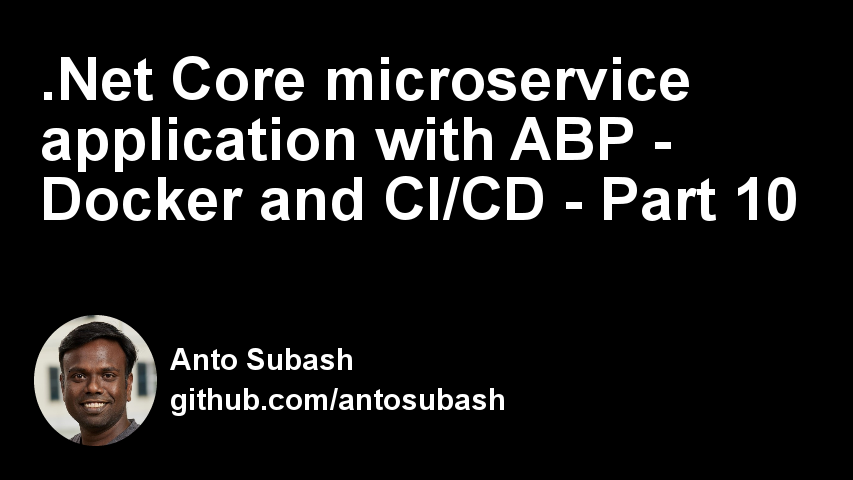 .Net Core microservice
application with ABP -
Docker and CI/CD - Part 10
Anto Subash
github.com/antosubash